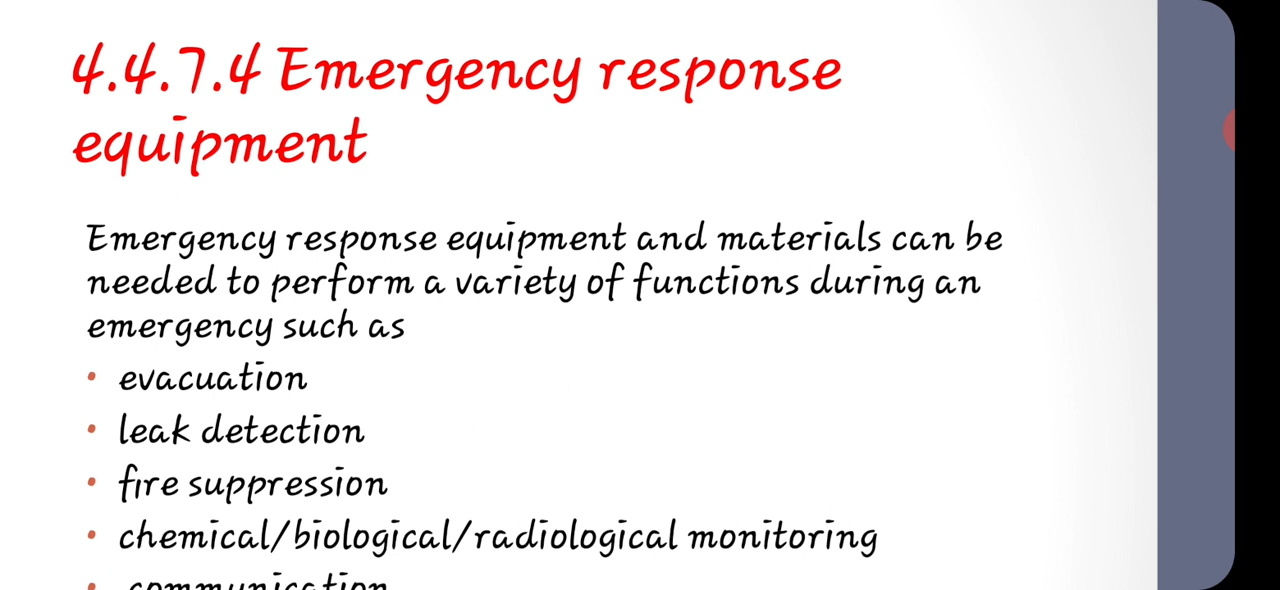 4.4.7.4 Emergency response
equipment
Emergency response equipment and materials can be
needed to perform a variety of functions during an
emergency such as
• evacuation
• leak detection
• fire suppression
• chemical/biological/radiological monitoring
• communication